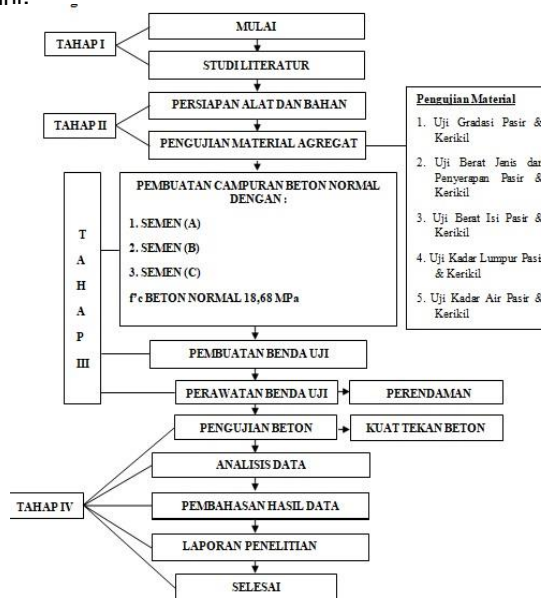 MULAI
TAHAP I
STUDI LITERATUR
PERSIAPAN ALAT DAN BAHAN
TAHAP II
PENGUJIAN MATERIAL AGREGAT
Pengujian Material
1. Uji Gradasi Pasir &
Kerikil
2. Uji Berat Jenis dan
Penyerapan Pasir &
Kerikil
3. Uji Berat Isi Pasir &
Kerikil
4. Uji Kadar Lumpur Pasi
& Kerikil
5. Uji Kadar Air Pasir &
Kerikil
PEMBUATAN CAMPURAN BETON NORMAL
DENGAN :
1. SEMEN (A)
2. SEMEN (B)
3. SEMEN (C)
f'c BETON NORMAL 18,68 MPa
T
A
H
A
P
III
PEMBUATAN BENDA UJI
PERAWATAN BENDA UJI
PERENDAMAN
PENGUJIAN BETON
KUAT TEKAN BETON
ANALISIS DATA
TAHAP IV
PEMBAHASAN HASIL DATA
LAPORAN PENELITIAN
SELESAI